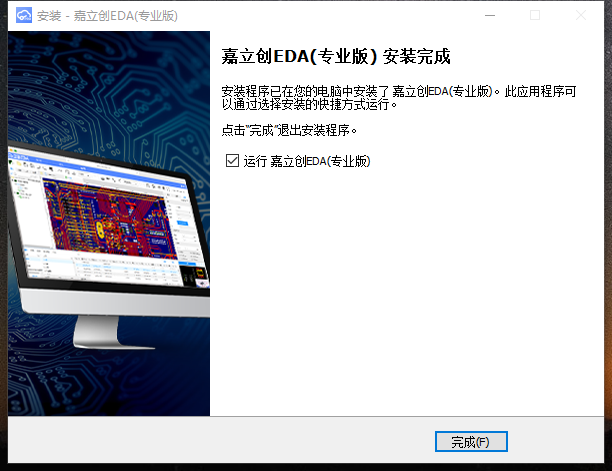 安装 - 嘉立创EDA(专业版)
嘉立创EDA(专业版) 安装完成
安装程序已在您的电脑中安装了 嘉立创EDA(专业版)。此应用程序可
以通过选择安装的快捷方式运行。
点击"完成"退出安装程序。
运行 嘉立创EDA(专业版)
完成(F)